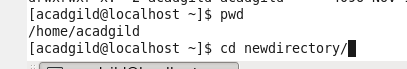 [acadgild@localhost ~]$ pwd
/home/acadgild
[acadgild@localhost ~]$ cd newdirectory/